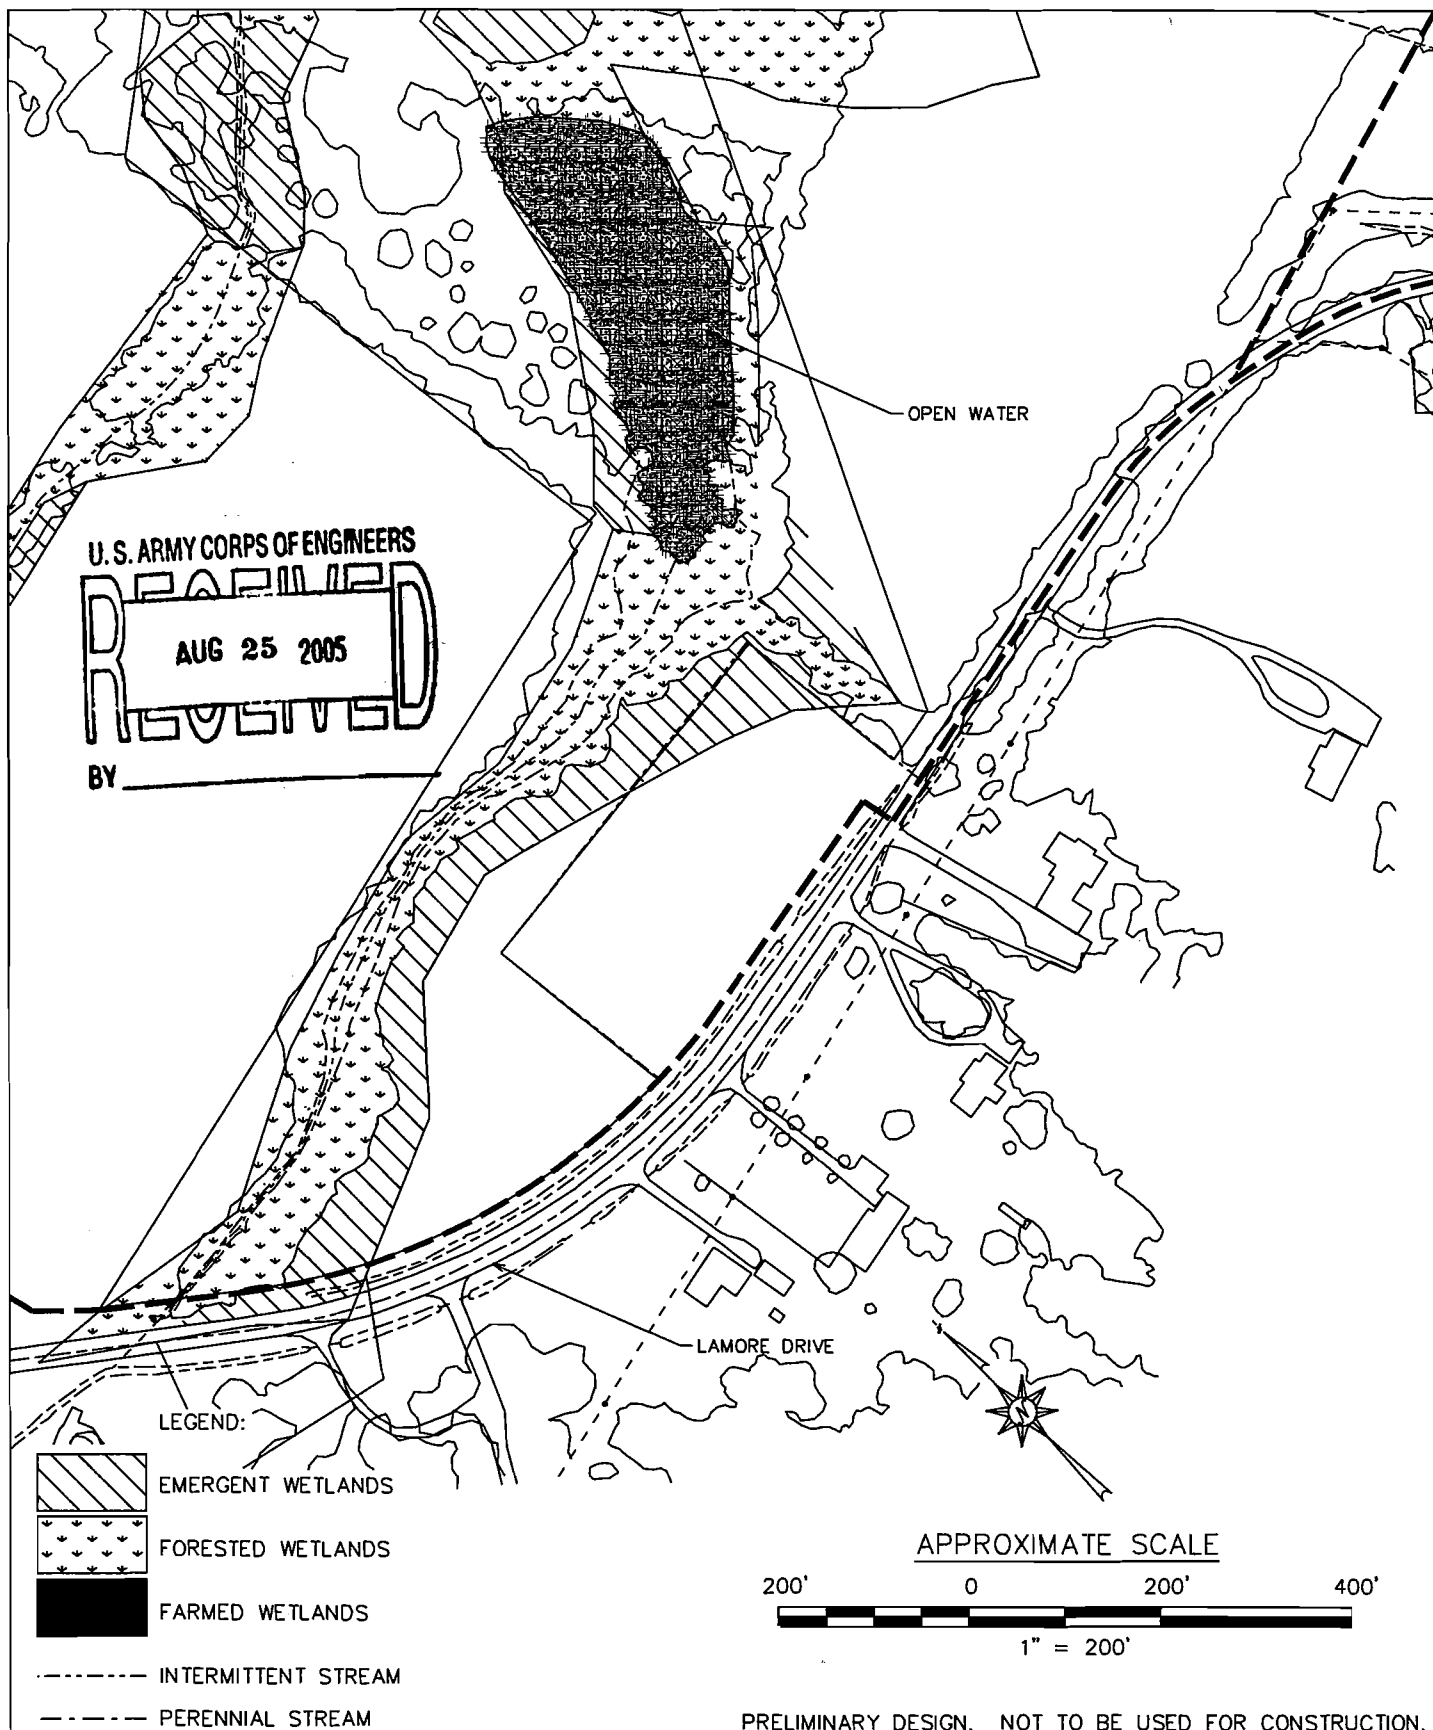 OPEN WATER
U.S. ARMY CORPS OF ENGINEERS
RECEIVED
AUG 25 2005
RECEIVED
BY
LAMORE DRIVE
LEGEND:
EMERGENT WETLANDS
FORESTED WETLANDS
FARMED WETLANDS
INTERMITTENT STREAM
PERENNIAL STREAM
N
APPROXIMATE SCALE
200' 0 200' 400'
1" = 200'
PRELIMINARY DESIGN. NOT TO BE USED FOR CONSTRUCTION.